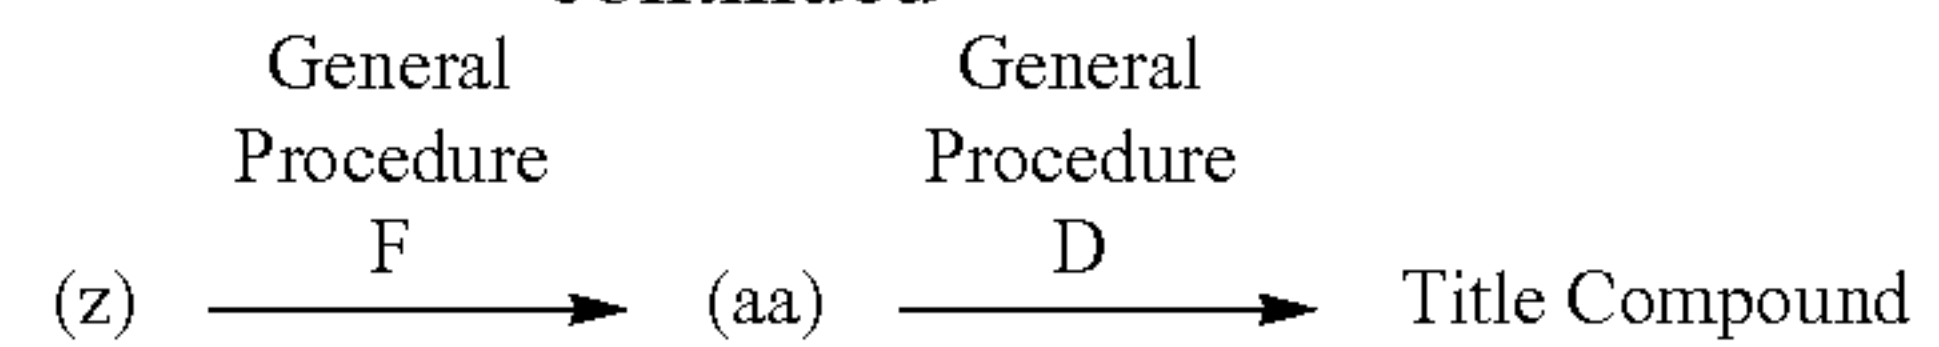 General General
Procedure Procedure
F D
(z) (aa) Title Compound